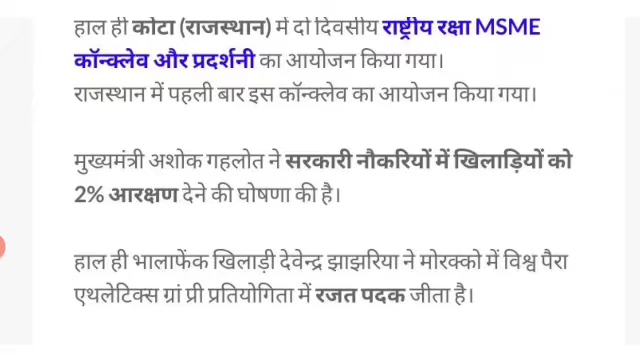 हाल ही कोटा (राजस्थान) में दो दिवसीय राष्ट्रीय रक्षा MSME
कॉन्क्लेव और प्रदर्शनी का आयोजन किया गया।
राजस्थान में पहली बार इस कॉन्क्लेव का आयोजन किया गया।
मुख्यमंत्री अशोक गहलोत ने सरकारी नौकरियों में खिलाड़ियों को
2% आरक्षण देने की घोषणा की है।
हाल ही भालाफेंक खिलाड़ी देवेन्द्र झाझरिया ने मोरक्को में विश्व पैरा
एथलेटिक्स ग्रां प्री प्रतियोगिता में रजत पदक जीता है।